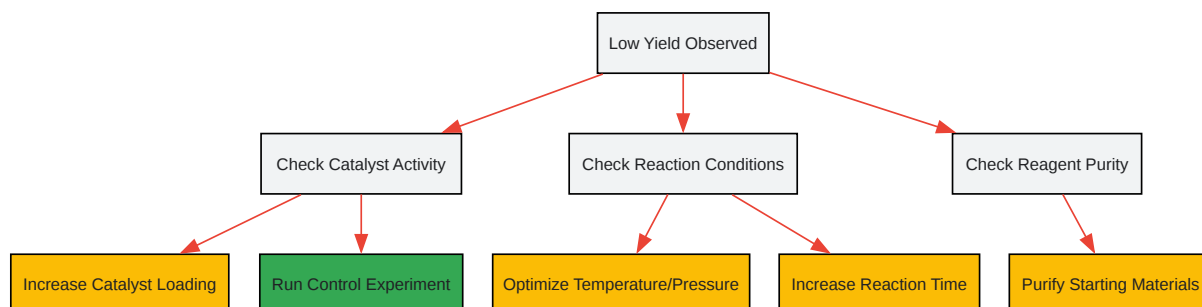 Low Yield Observed
Check Catalyst Activity
Check Reaction Conditions
Check Reagent Purity
Increase Catalyst Loading
Run Control Experiment
Optimize Temperature/Pressure
Increase Reaction Time
Purify Starting Materials